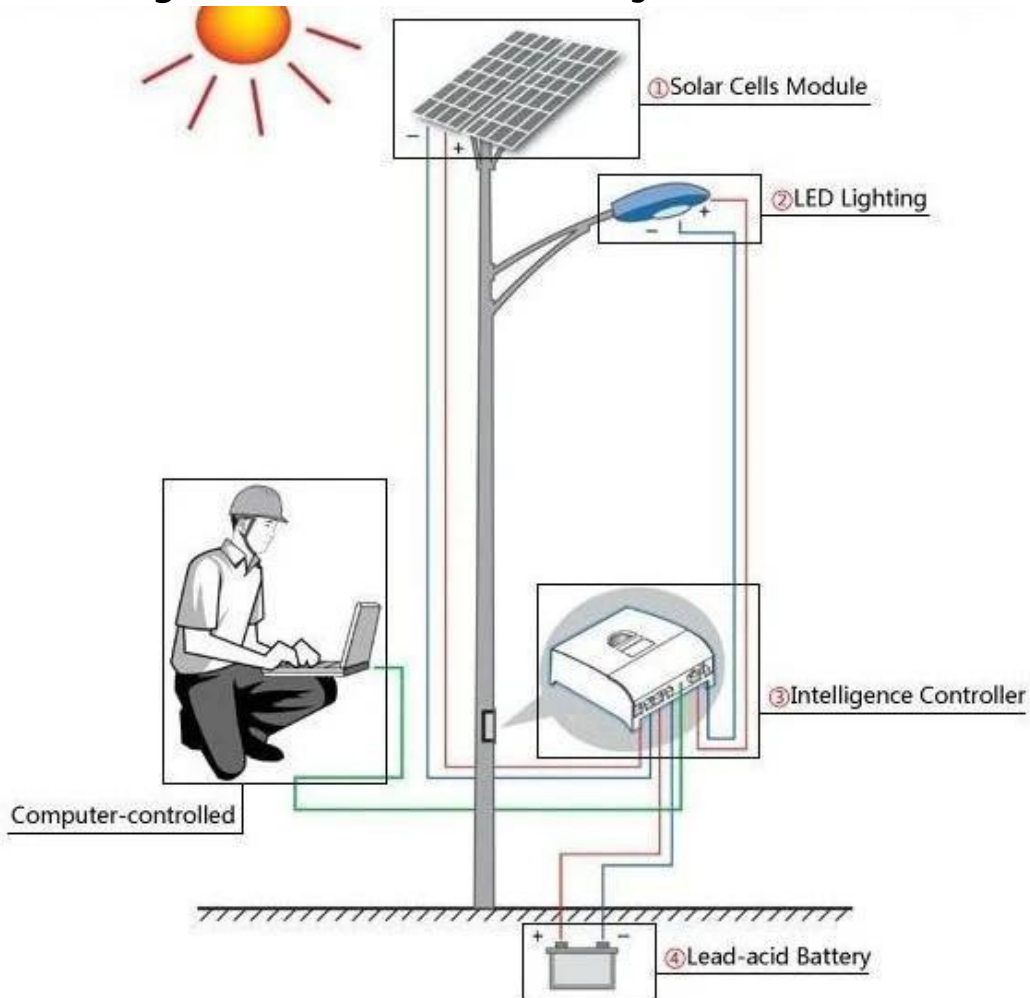 ①Solar Cells Module
− +
②LED Lighting
+
−
③Intelligence Controller
Computer-controlled
+ −
④Lead-acid Battery